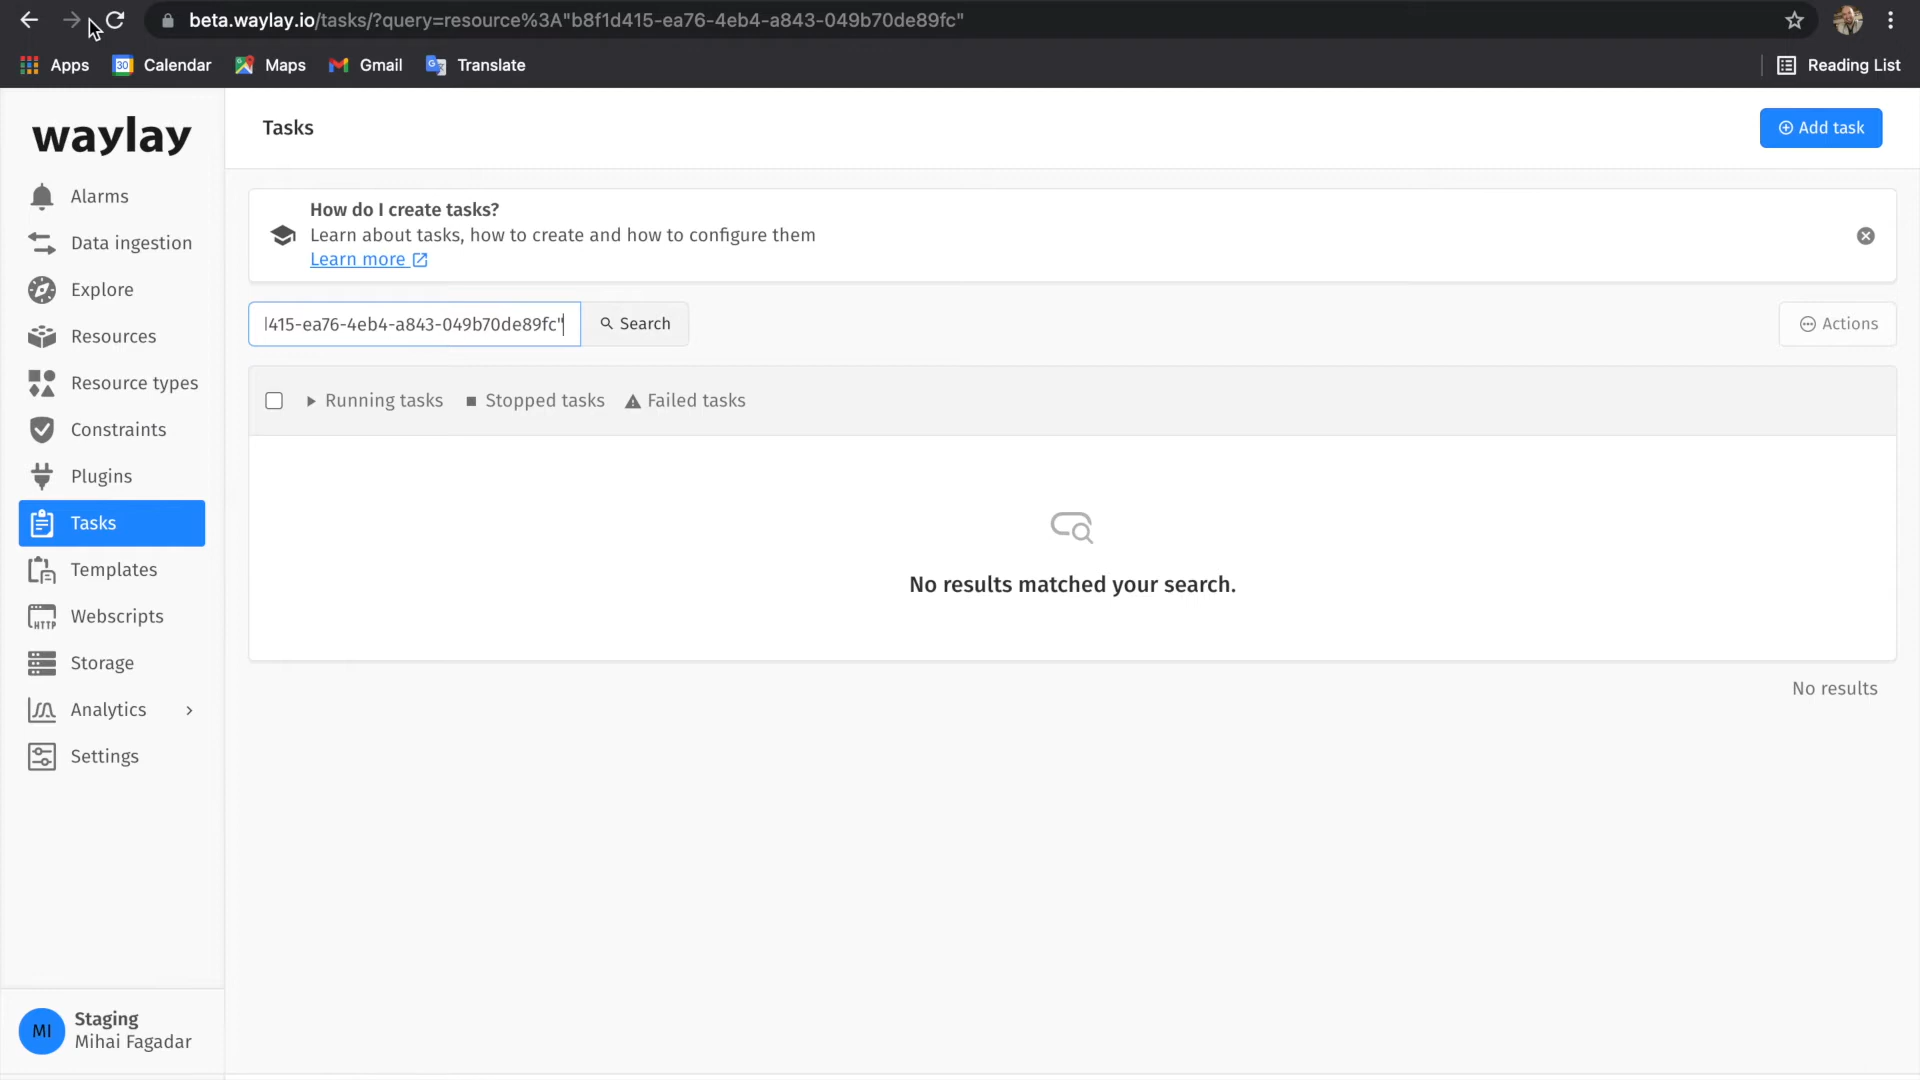 beta.waylay.io/tasks/?query=resource%3A"b8f1d415-ea76-4eb4-a843-049b70de89fc"
Apps
30
Calendar
Maps
Gmail
Translate
Reading List
waylay
Tasks
Add task
Alarms
Data ingestion
Explore
Resources
Resource types
Constraints
Plugins
Tasks
Templates
HTTP
Webscripts
Storage
Analytics
Settings
How do I create tasks?
Learn about tasks, how to create and how to configure them
Learn more
415-ea76-4eb4-a843-049b70de89fc"
Search
Actions
Running tasks
Stopped tasks
Failed tasks
No results matched your search.
No results
MI
Staging
Mihai Fagadar